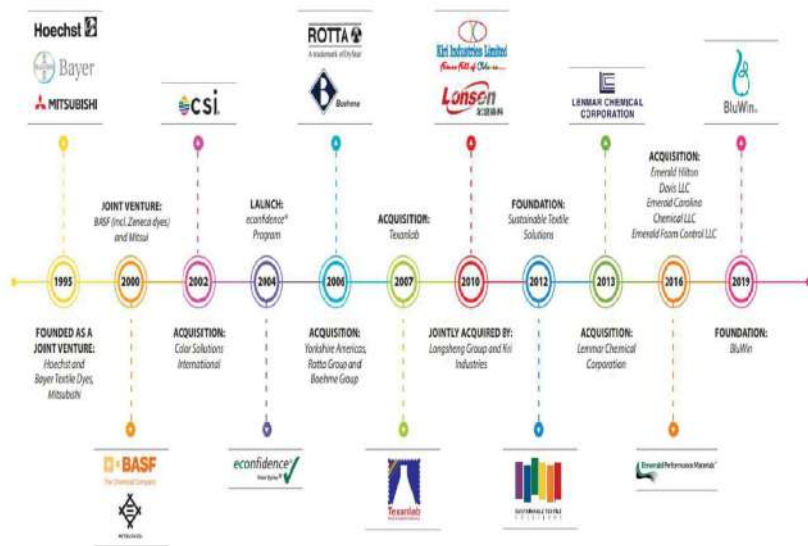 Hoechst
Bayer
MITSUBISHI
csi
ROTTA
A trademark of DyStar
Boehme
Kiri Industries Limited
Future Full of Colours....
Lonsen
LENMAR CHEMICAL
CORPORATION
BluWin
JOINT VENTURE:
BASF (incl. Zeneca dyes)
and Mitsui
LAUNCH:
econfidence®
Program
ACQUISITION:
Texanlab
FOUNDATION:
Sustainable Textile
Solutions
ACQUISITION:
Emerald Hilton
Davis LLC
Emerald Carolina
Chemical LLC
Emerald Foam Control LLC
1995
2000
2002
2004
2006
2007
2010
2012
2013
2016
2019
FOUNDED AS A
JOINT VENTURE:
Hoechst and
Bayer Textile Dyes,
Mitsubishi
ACQUISITION:
Color Solutions
International
ACQUISITION:
Yorkshire Americas,
Rotta Group and
Boehme Group
JOINTLY ACQUIRED BY:
Longsheng Group and Kiri
Industries
ACQUISITION:
Lenmar Chemical
Corporation
FOUNDATION:
BluWin
BASF
The Chemical Company
econfidence®
Texanlab
SUSTAINABLE TEXTILE
SOLUTIONS
Emerald Performance Materials